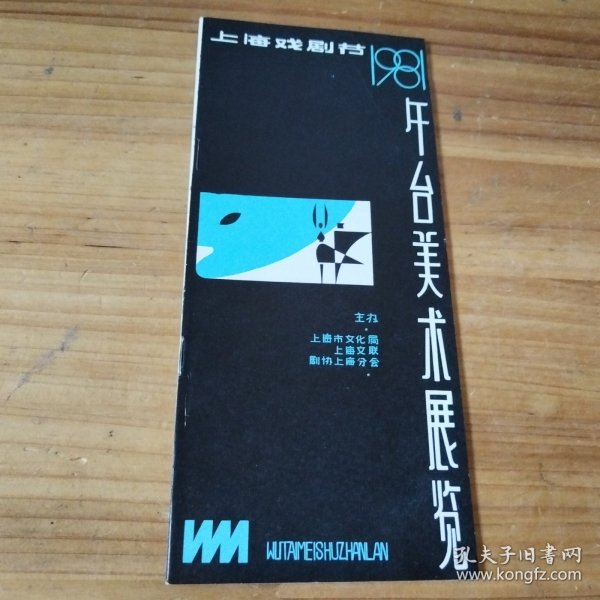 上海戏剧节
1981
午台美术展览
主办
上海市文化局
上海文联
剧协上海分会
WM
WUTAIMEISHUZHANLAN
孔夫子旧书网
www.kongfz.com